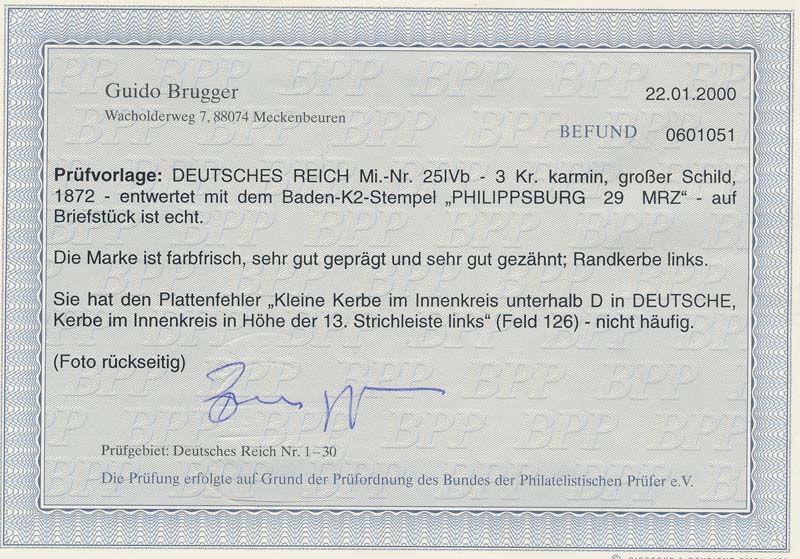 Guido Brugger
Wacholderweg 7, 88074 Meckenbeuren
22.01.2000
BEFUND 0601051
Prüfvorlage: DEUTSCHES REICH Mi.-Nr. 25IVb - 3 Kr. karmin, großer Schild,
1872 - entwertet mit dem Baden-K2-Stempel „PHILIPPSBURG 29 MRZ“ - auf
Briefstück ist echt.
Die Marke ist farbfrisch, sehr gut geprägt und sehr gut gezähnt; Randkerbe links.
Sie hat den Plattenfehler „Kleine Kerbe im Innenkreis unterhalb D in DEUTSCHE,
Kerbe im Innenkreis in Höhe der 13. Strichleiste links“ (Feld 126) - nicht häufig.
(Foto rückseitig)
Prüfgebiet: Deutsches Reich Nr. 1–30
Die Prüfung erfolgte auf Grund der Prüfordnung des Bundes der Philatelistischen Prüfer e.V.